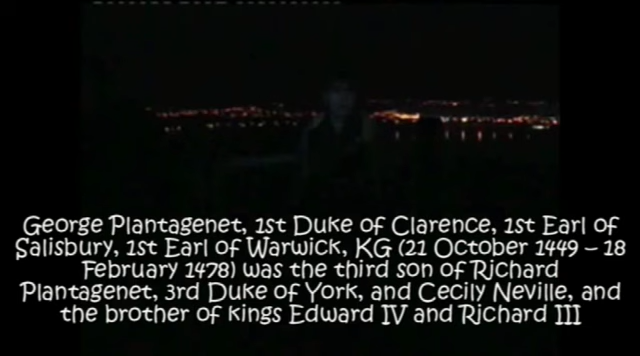 George Plantagenet, 1st Duke of Clarence, 1st Earl of
Salisbury, 1st Earl of Warwick, KG (21 October 1449 – 18
February 1478) was the third son of Richard
Plantagenet, 3rd Duke of York, and Cecily Neville, and
the brother of kings Edward IV and Richard III